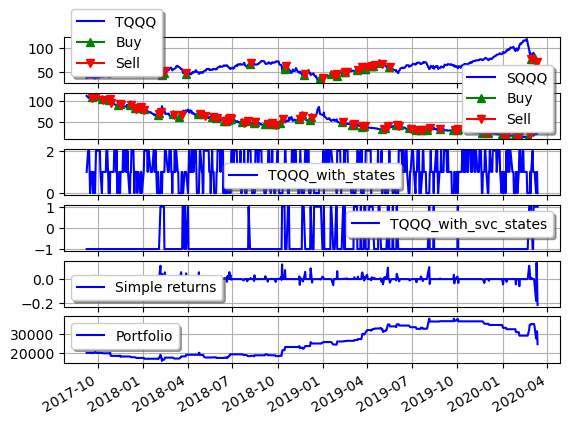 TQQQ
Buy
Sell
100
50
SQQQ
Buy
Sell
100
50
2
TQQQ_with_states
0
1
TQQQ_with_svc_states
0
−1
0.0
Simple returns
−0.2
Portfolio
30000
20000
2017-10 2018-01 2018-04 2018-07 2018-10 2019-01 2019-04 2019-07 2019-10 2020-01 2020-04